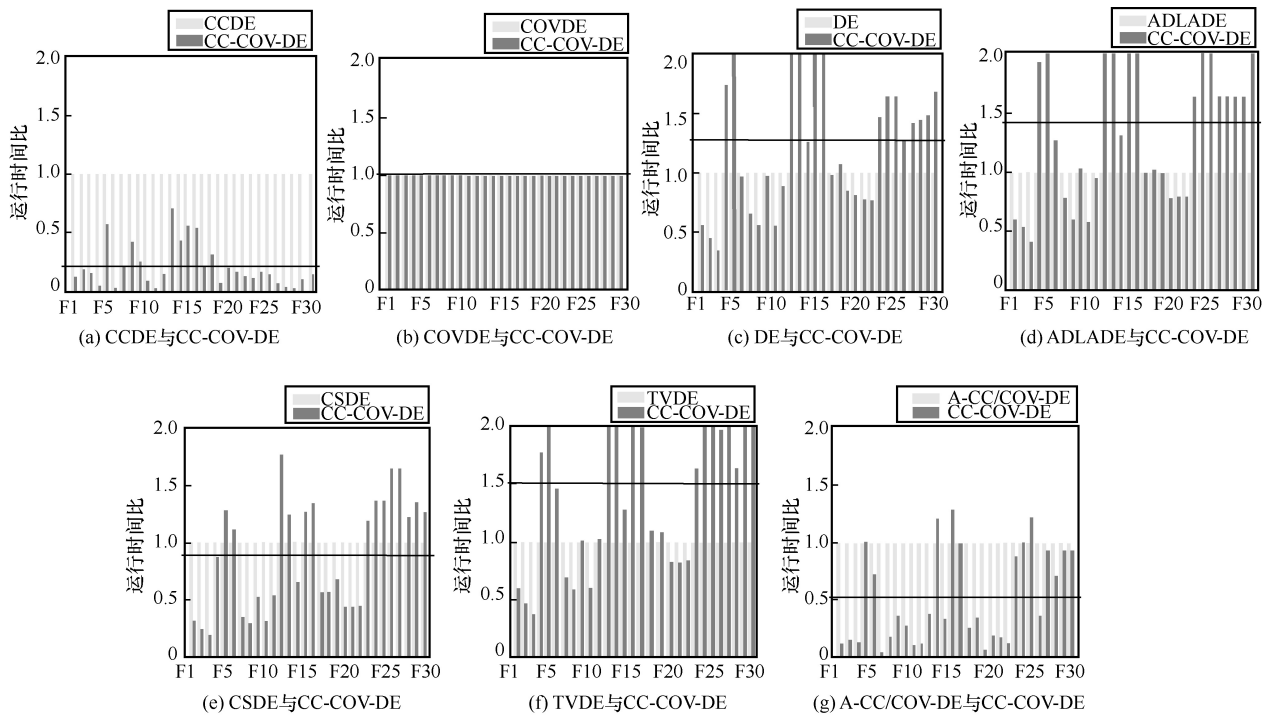 CCDE
CC-COV-DE
2.0
1.5
1.0
0.5
0
运行时间比
F1 F5 F10 F15 F20 F25 F30
(a) CCDE与CC-COV-DE
COVDE
CC-COV-DE
2.0
1.5
1.0
0.5
0
运行时间比
F1 F5 F10 F15 F20 F25 F30
(b) COVDE与CC-COV-DE
DE
CC-COV-DE
2.0
1.5
1.0
0.5
0
运行时间比
F1 F5 F10 F15 F20 F25 F30
(c) DE与CC-COV-DE
ADLADE
CC-COV-DE
2.0
1.5
1.0
0.5
0
运行时间比
F1 F5 F10 F15 F20 F25 F30
(d) ADLADE与CC-COV-DE
CSDE
CC-COV-DE
2.0
1.5
1.0
0.5
0
运行时间比
F1 F5 F10 F15 F20 F25 F30
(e) CSDE与CC-COV-DE
TVDE
CC-COV-DE
2.0
1.5
1.0
0.5
0
运行时间比
F1 F5 F10 F15 F20 F25 F30
(f) TVDE与CC-COV-DE
A-CC/COV-DE
CC-COV-DE
2.0
1.5
1.0
0.5
0
运行时间比
F1 F5 F10 F15 F20 F25 F30
(g) A-CC/COV-DE与CC-COV-DE